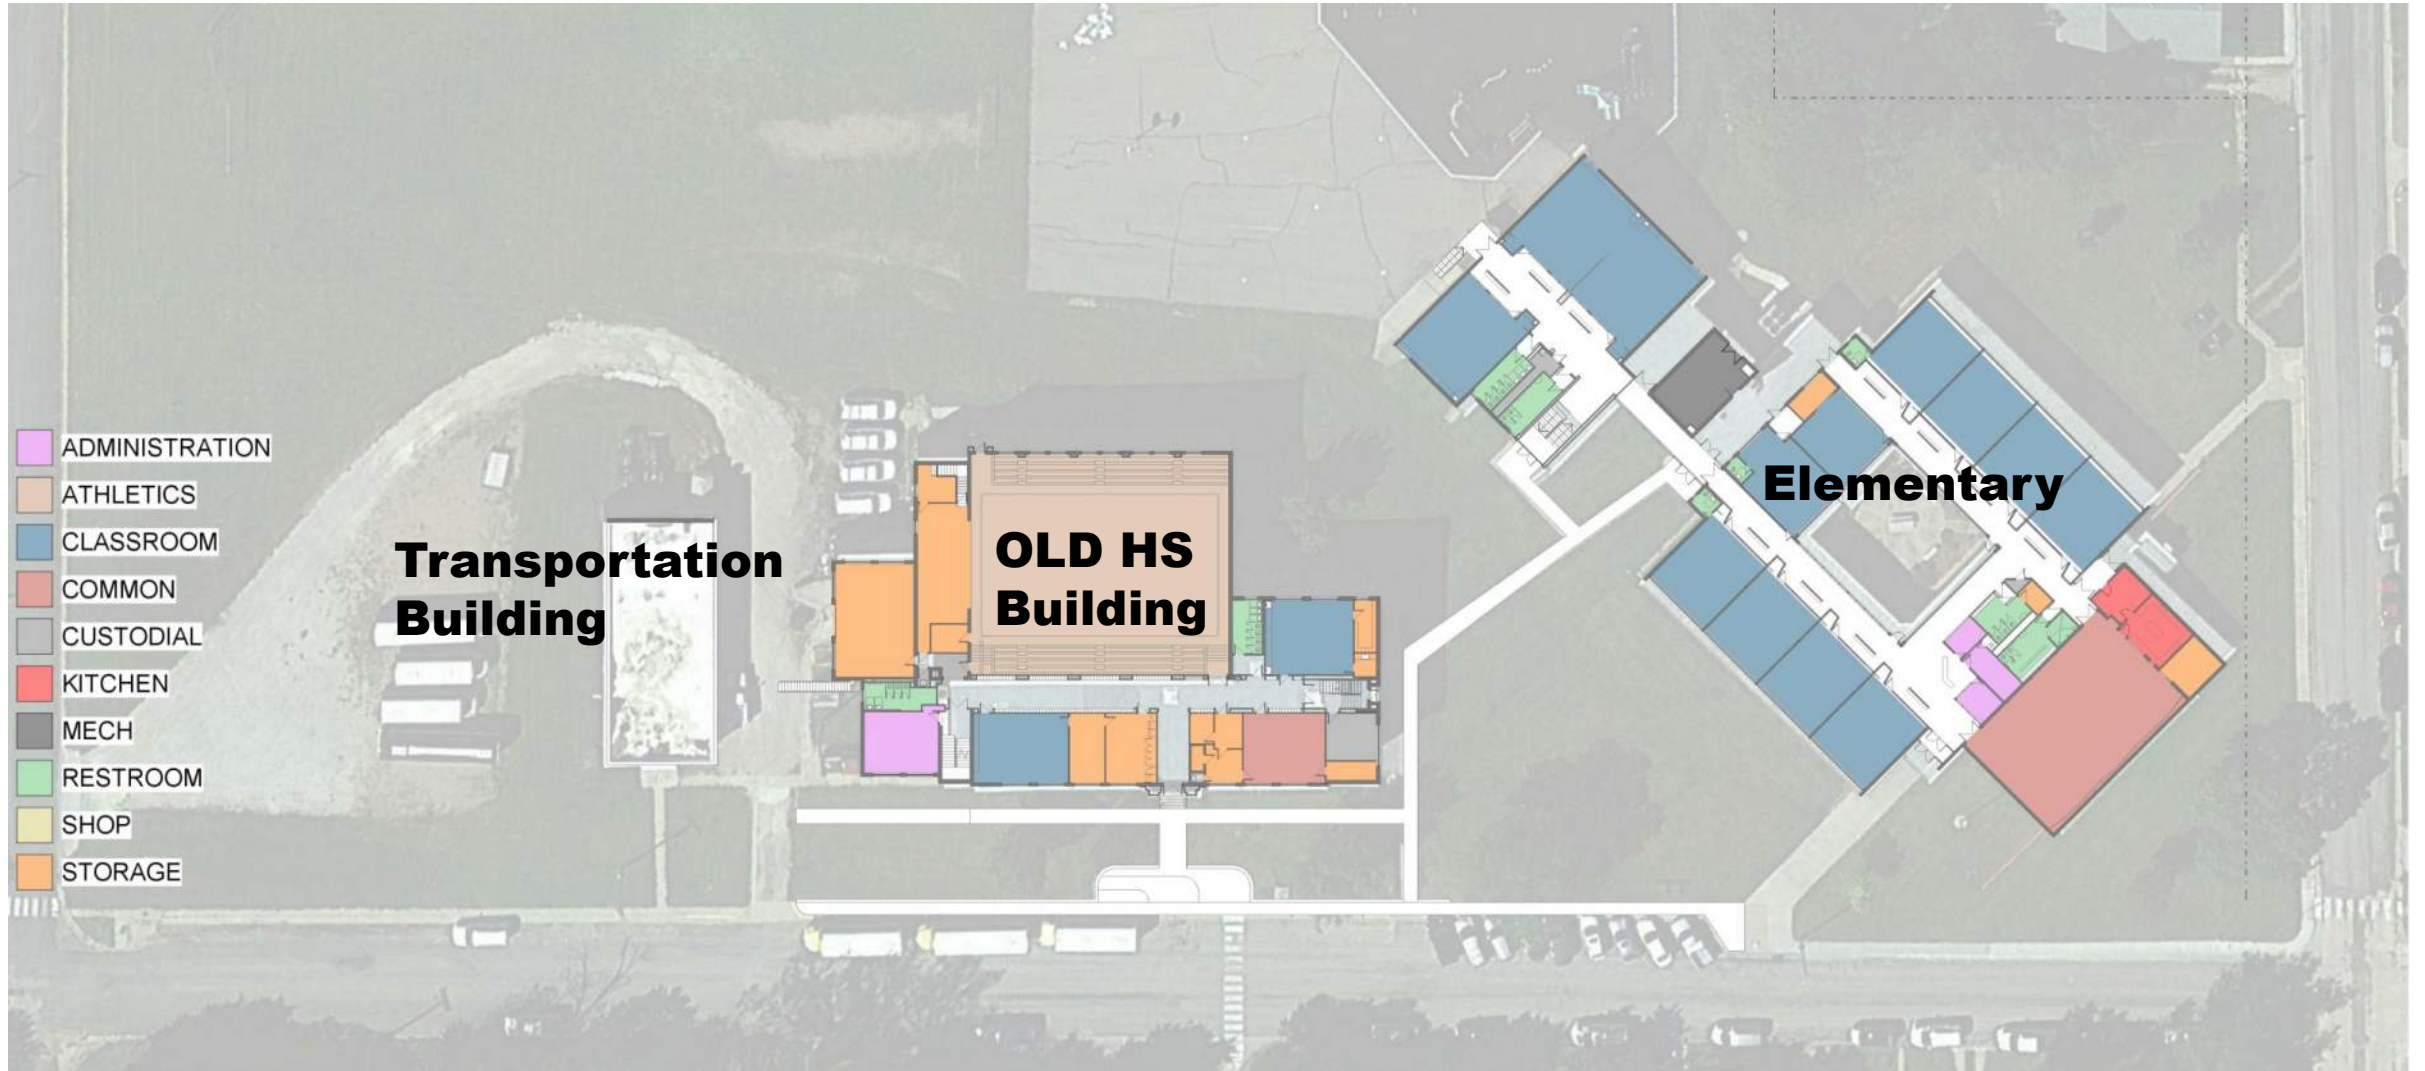 ADMINISTRATION
ATHLETICS
CLASSROOM
COMMON
CUSTODIAL
KITCHEN
MECH
RESTROOM
SHOP
STORAGE
Transportation
Building
OLD HS
Building
Elementary